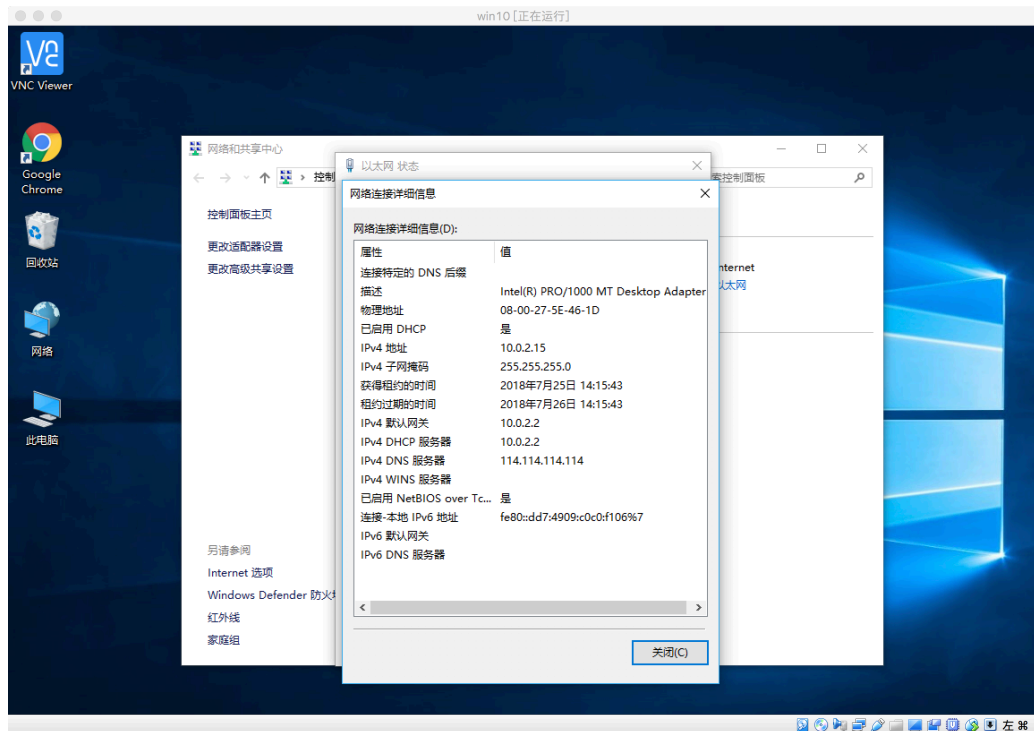 win10 [正在运行]
VNC Viewer
Google
Chrome
回收站
网络
此电脑
网络和共享中心
控制
索控制面板
控制面板主页
更改适配器设置
更改高级共享设置
nternet
以太网
另请参阅
Internet 选项
Windows Defender 防火墙
红外线
家庭组
以太网 状态
网络连接详细信息
网络连接详细信息(D):
属性 值
连接特定的 DNS 后缀
描述 Intel(R) PRO/1000 MT Desktop Adapter
物理地址 08-00-27-5E-46-1D
已启用 DHCP 是
IPv4 地址 10.0.2.15
IPv4 子网掩码 255.255.255.0
获得租约的时间 2018年7月25日 14:15:43
租约过期的时间 2018年7月26日 14:15:43
IPv4 默认网关 10.0.2.2
IPv4 DHCP 服务器 10.0.2.2
IPv4 DNS 服务器 114.114.114.114
IPv4 WINS 服务器
已启用 NetBIOS over Tc... 是
连接-本地 IPv6 地址 fe80::dd7:4909:c0c0:f106%7
IPv6 默认网关
IPv6 DNS 服务器
关闭(C)
左 ⌘